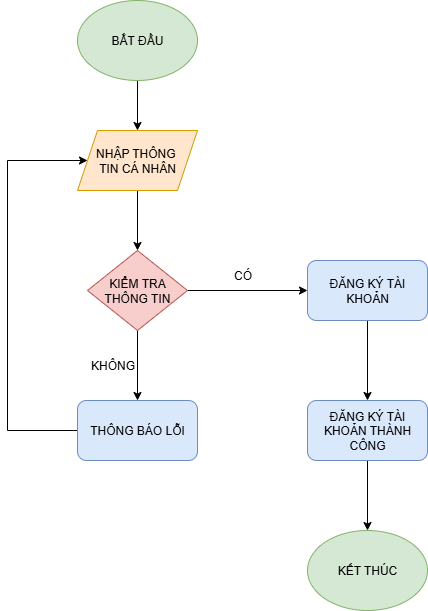 BẮT ĐẦU
NHẬP THÔNG
TIN CÁ NHÂN
KIỂM TRA
THÔNG TIN
CÓ
ĐĂNG KÝ TÀI
KHOẢN
KHÔNG
THÔNG BÁO LỖI
ĐĂNG KÝ TÀI
KHOẢN THÀNH
CÔNG
KẾT THÚC